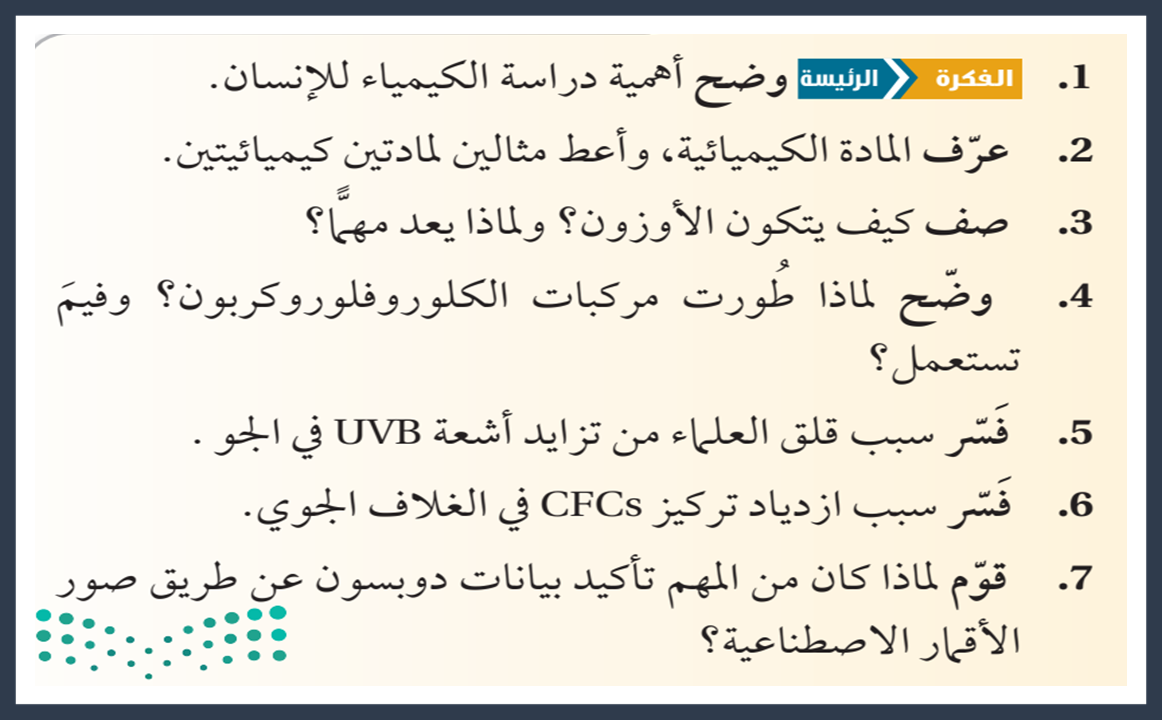 1. الفكرة الرئيسة وضح أهمية دراسة الكيمياء للإنسان.
2. عرّف المادة الكيميائية، وأعط مثالين لمادتين كيميائيتين.
3. صف كيف يتكون الأوزون؟ ولماذا يعد مهمًّا؟
4. وضّح لماذا طُورت مركبات الكلوروفلوروكربون؟ وفيمَ
تستعمل؟
5. فَسّر سبب قلق العلماء من تزايد أشعة UVB في الجو .
6. فَسّر سبب ازدياد تركيز CFCs في الغلاف الجوي.
7. قوّم لماذا كان من المهم تأكيد بيانات دوبسون عن طريق صور
الأقمار الاصطناعية؟